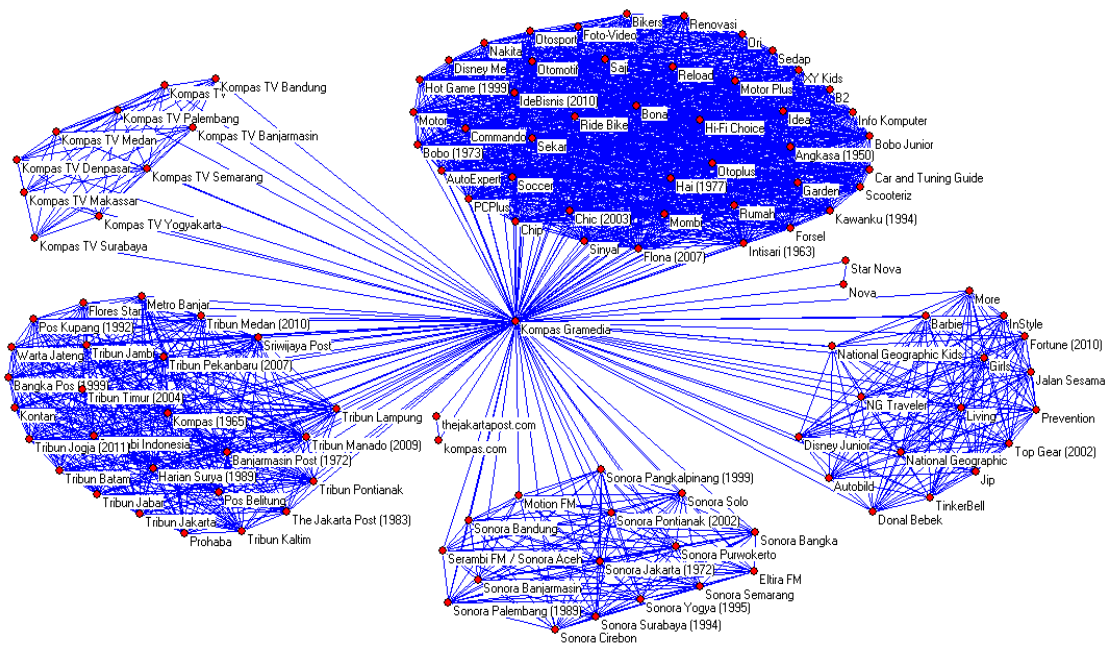 Bikers
Renovasi
Otosport
Foto-Video
Ori
Nakita
Sedap
Disney Me
Otomotif
Saji
Reload
XY Kids
Hot Game (1999)
IdeBisnis (2010)
Motor Plus
B2
Motor
Bona
Ride Bike
Hi-Fi Choice
Idea
Info Komputer
Commando
Sekar
Bobo Junior
Bobo (1973)
Angkasa (1950)
AutoExpert
Soccer
Otoplus
Car and Tuning Guide
Hai (1977)
Garden
Scooteriz
PCPlus
Chic (2003)
Mombi
Rumah
Kawanku (1994)
Chip
Forsel
Sinyal
Flona (2007)
Intisari (1963)
Kompas TV
Kompas TV Bandung
Kompas TV Palembang
Kompas TV Medan
Kompas TV Banjarmasin
Kompas TV Denpasar
Kompas TV Semarang
Kompas TV Makassar
Kompas TV Yogyakarta
Kompas TV Surabaya
Star Nova
Nova
Kompas Gramedia
Flores Star
Metro Banjar
Pos Kupang (1992)
Tribun Medan (2010)
Sriwijaya Post
Warta Jateng
Tribun Jambi
Tribun Pekanbaru (2007)
Bangka Pos (1999)
Tribun Timur (2004)
Kontan
Kompas (1965)
Tribun Lampung
Tribun Jogja (2011)
bi Indonesia
Tribun Manado (2009)
Banjarmasin Post (1972)
Tribun Batam
Harian Surya (1989)
Tribun Pontianak
Tribun Jabar
Pos Belitung
Tribun Jakarta
The Jakarta Post (1983)
Prohaba
Tribun Kaltim
thejakartapost.com
kompas.com
More
Barbie
InStyle
Fortune (2010)
National Geographic Kids
Girls
Jalan Sesama
NG Traveler
Living
Prevention
Disney Junior
National Geographic
Top Gear (2002)
Autobild
Jip
TinkerBell
Donal Bebek
Sonora Pangkalpinang (1999)
Motion FM
Sonora Solo
Sonora Bandung
Sonora Pontianak (2002)
Sonora Bangka
Serambi FM / Sonora Aceh
Sonora Purwokerto
Sonora Jakarta (1972)
Eltira FM
Sonora Banjarmasin
Sonora Semarang
Sonora Palembang (1989)
Sonora Yogya (1995)
Sonora Surabaya (1994)
Sonora Cirebon